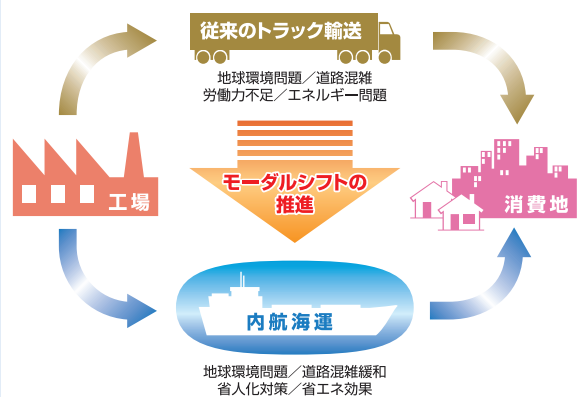 従来のトラック輸送
地球環境問題／道路混雑
労働力不足／エネルギー問題
モーダルシフトの
推進
工場
消費地
内航海運
地球環境問題／道路混雑緩和
省人化対策／省エネ効果